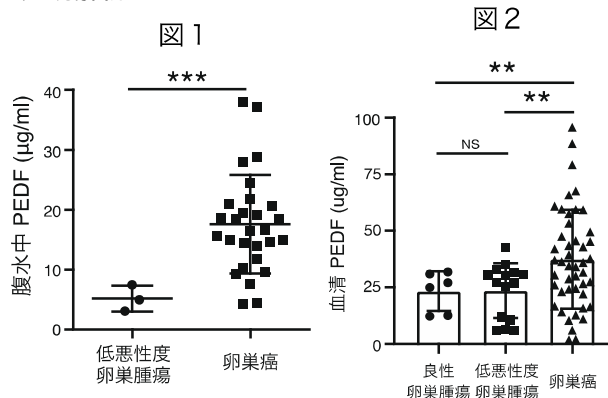 図1
***
腹水中 PEDF (μg/ml)
40
30
20
10
0
低悪性度
卵巣腫瘍
卵巣癌
図2
**
**
NS
血清 PEDF (ug/ml)
100
75
50
25
0
良性
卵巣腫瘍
低悪性度
卵巣腫瘍
卵巣癌